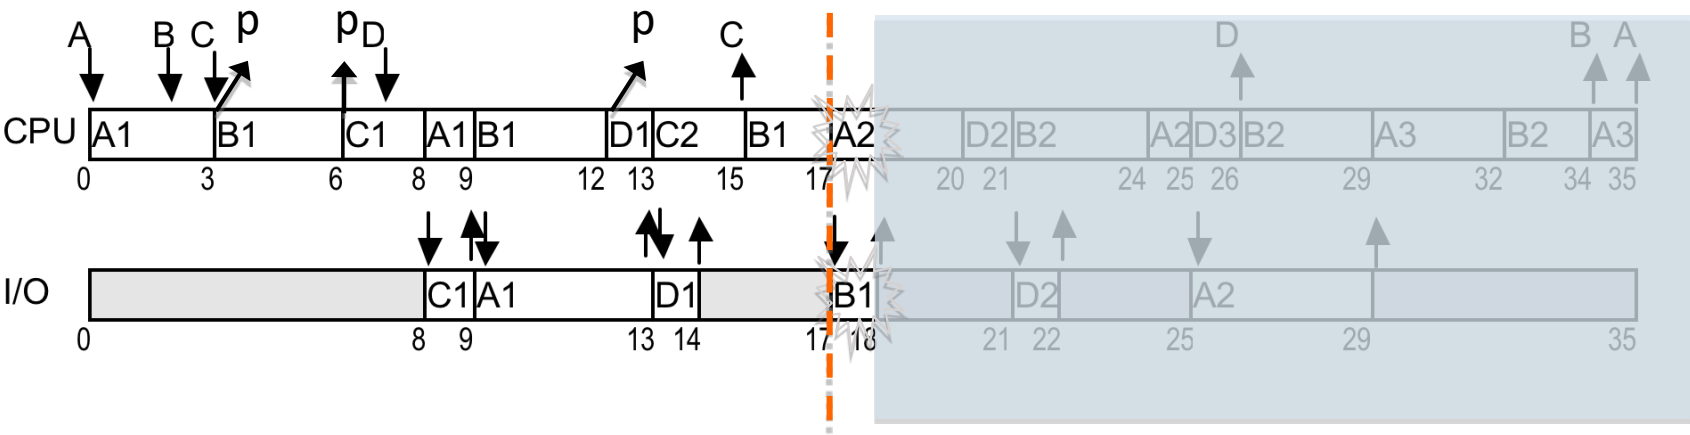 A B C p p D p C D B A
CPU A1 B1 C1 A1 B1 D1 C2 B1 A2 D2 B2 A2 D3 B2 A3 B2 A3
0 3 6 8 9 12 13 15 17 20 21 24 25 26 29 32 34 35
I/O C1 A1 D1 B1 D2 A2
0 8 9 13 14 17 18 21 22 25 29 35